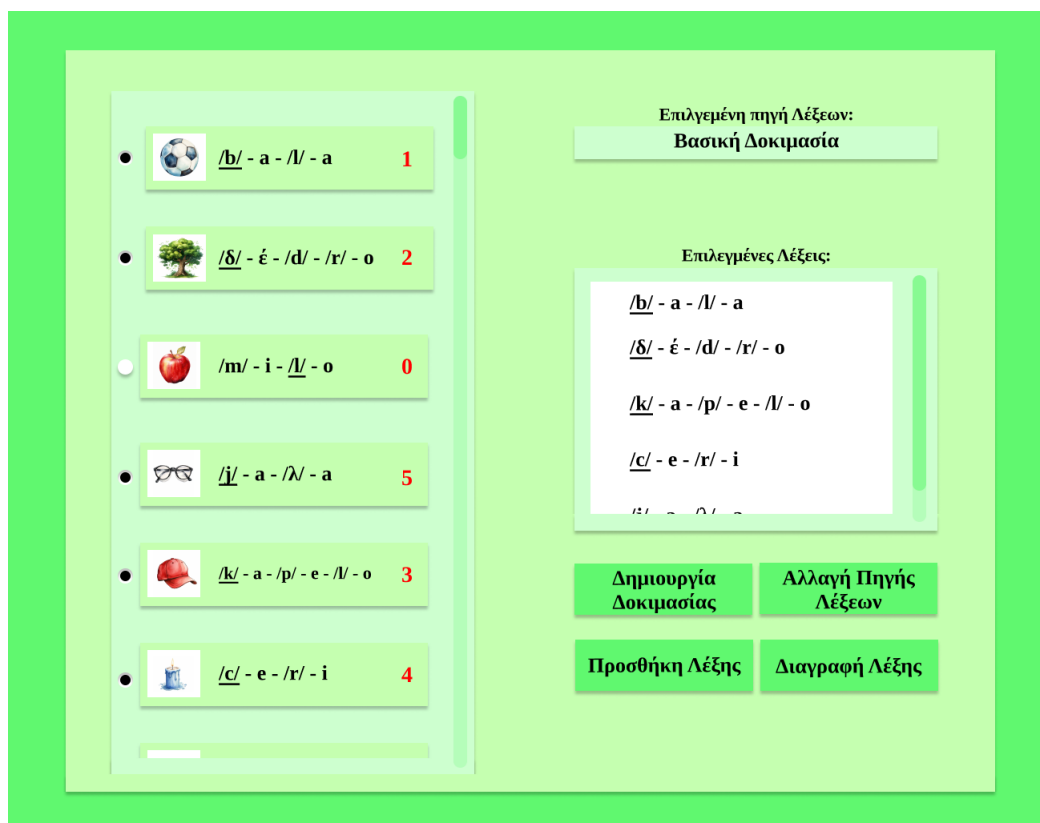 /b/ - a - /l/ - a 1
/δ/ - έ - /d/ - /r/ - o 2
/m/ - i - /l/ - o 0
/j/ - a - /λ/ - a 5
/k/ - a - /p/ - e - /l/ - o 3
/c/ - e - /r/ - i 4
Επιλγεμένη πηγή Λέξεων:
Βασική Δοκιμασία
Επιλεγμένες Λέξεις:
/b/ - a - /l/ - a
/δ/ - έ - /d/ - /r/ - o
/k/ - a - /p/ - e - /l/ - o
/c/ - e - /r/ - i
/j/ - a - /λ/ - a
Δημιουργία
Δοκιμασίας
Αλλαγή Πηγής
Λέξεων
Προσθήκη Λέξης
Διαγραφή Λέξης